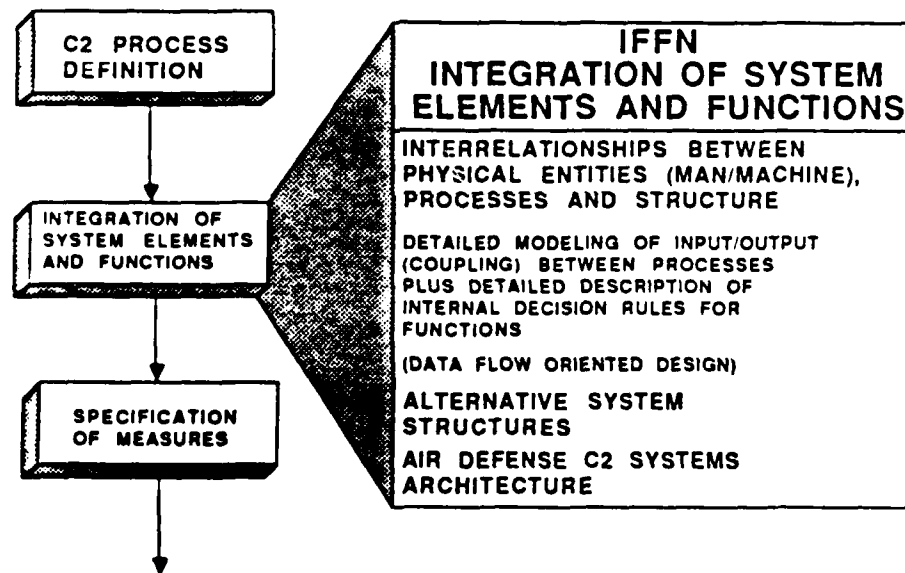 C2 PROCESS
DEFINITION
INTEGRATION OF
SYSTEM ELEMENTS
AND FUNCTIONS
SPECIFICATION
OF MEASURES
IFFN
INTEGRATION OF SYSTEM
ELEMENTS AND FUNCTIONS
INTERRELATIONSHIPS BETWEEN
PHYSICAL ENTITIES (MAN/MACHINE),
PROCESSES AND STRUCTURE
DETAILED MODELING OF INPUT/OUTPUT
(COUPLING) BETWEEN PROCESSES
PLUS DETAILED DESCRIPTION OF
INTERNAL DECISION RULES FOR
FUNCTIONS
(DATA FLOW ORIENTED DESIGN)
ALTERNATIVE SYSTEM
STRUCTURES
AIR DEFENSE C2 SYSTEMS
ARCHITECTURE